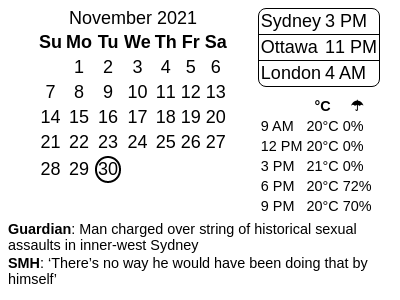 November 2021
Su Mo Tu We Th Fr Sa
1 2 3 4 5 6
7 8 9 10 11 12 13
14 15 16 17 18 19 20
21 22 23 24 25 26 27
28 29 30
Sydney 3 PM
Ottawa 11 PM
London 4 AM
°C ☂
9 AM 20°C 0%
12 PM 20°C 0%
3 PM 21°C 0%
6 PM 20°C 72%
9 PM 20°C 70%
Guardian: Man charged over string of historical sexual
assaults in inner-west Sydney
SMH: ‘There’s no way he would have been doing that by
himself’